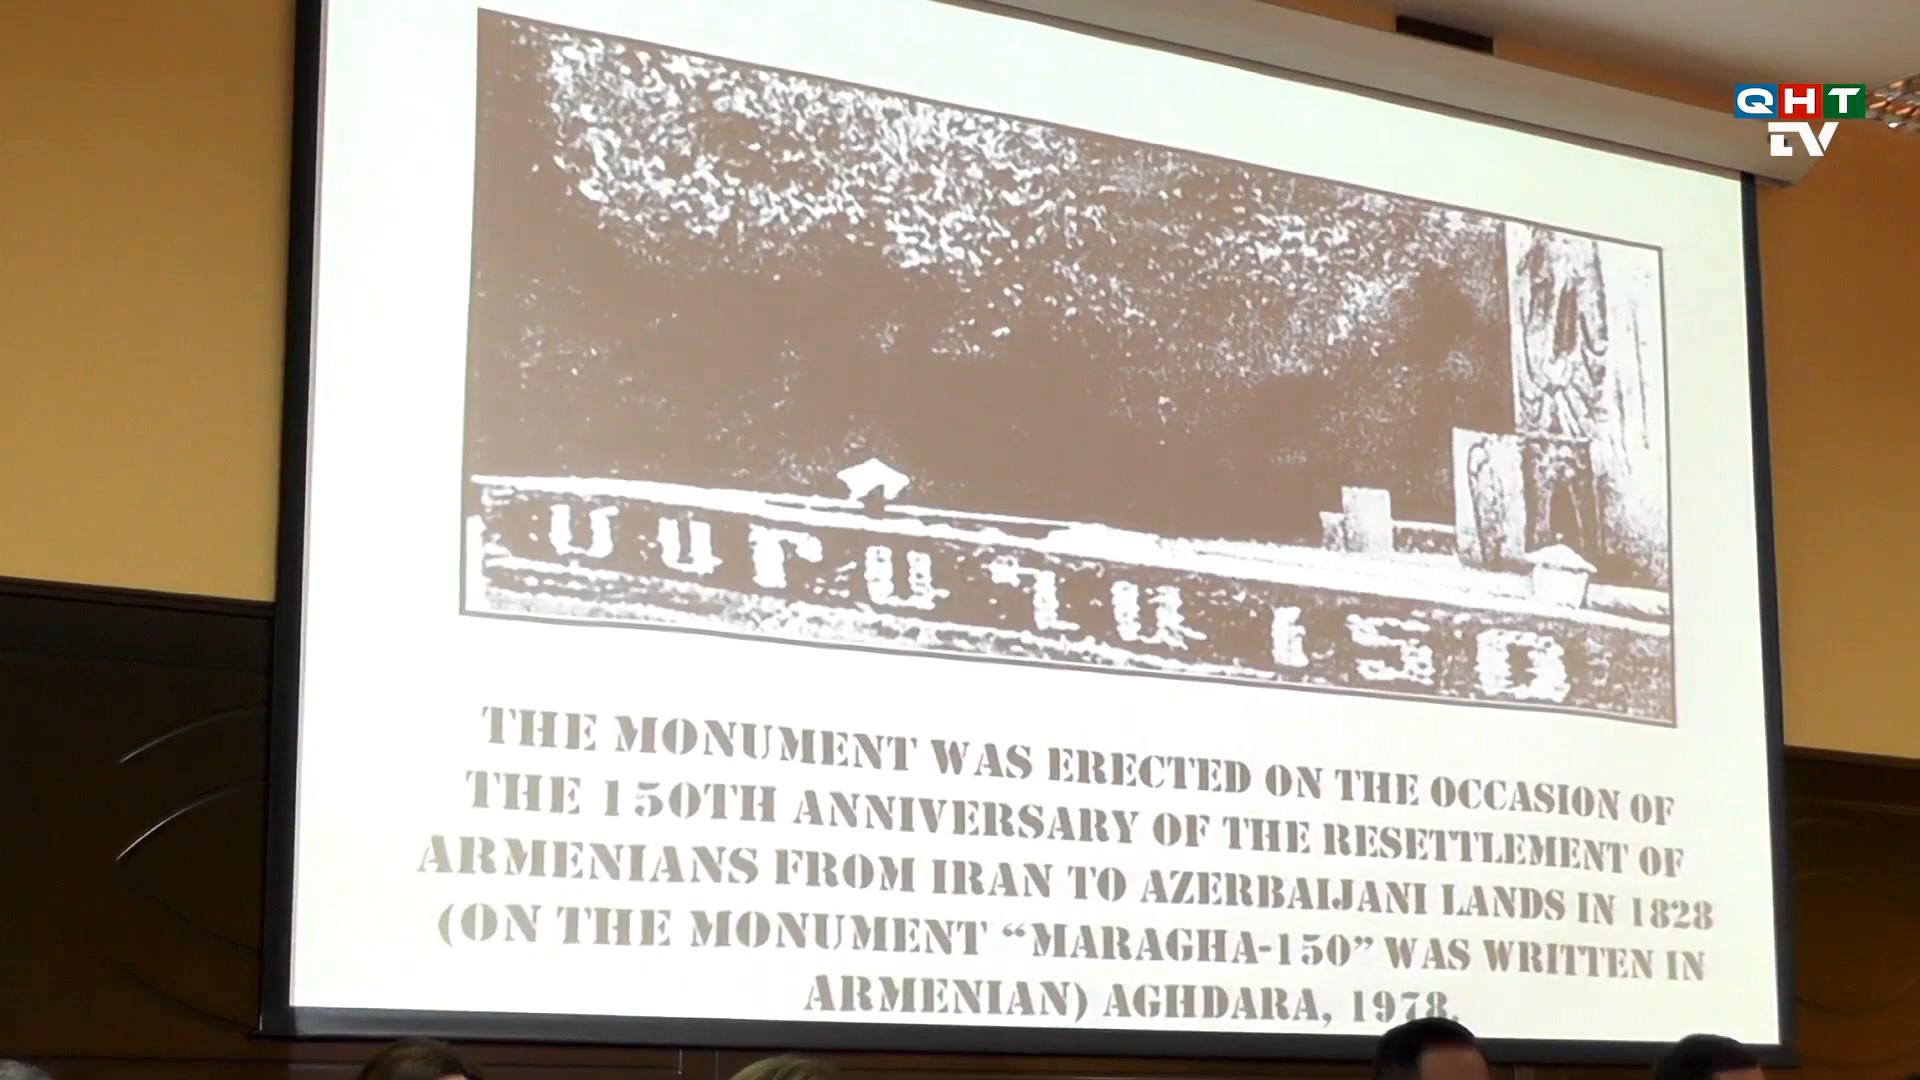 QHT
TV
ՄԱՐԱՂԱ 150
THE MONUMENT WAS ERECTED ON THE OCCASION OF
THE 150TH ANNIVERSARY OF THE RESETTLEMENT OF
ARMENIANS FROM IRAN TO AZERBAIJANI LANDS IN 1828
(ON THE MONUMENT “MARAGHA-150” WAS WRITTEN IN
ARMENIAN) AGHDARA, 1978.